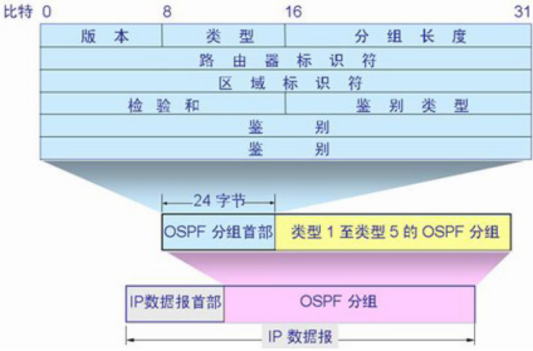 比特 0 8 16 31
版本 类型 分组长度
路由器标识符
区域标识符
检验和 鉴别类型
鉴别
鉴别
24 字节
OSPF 分组首部 类型 1 至类型 5 的 OSPF 分组
IP数据报首部 OSPF 分组
IP 数据报